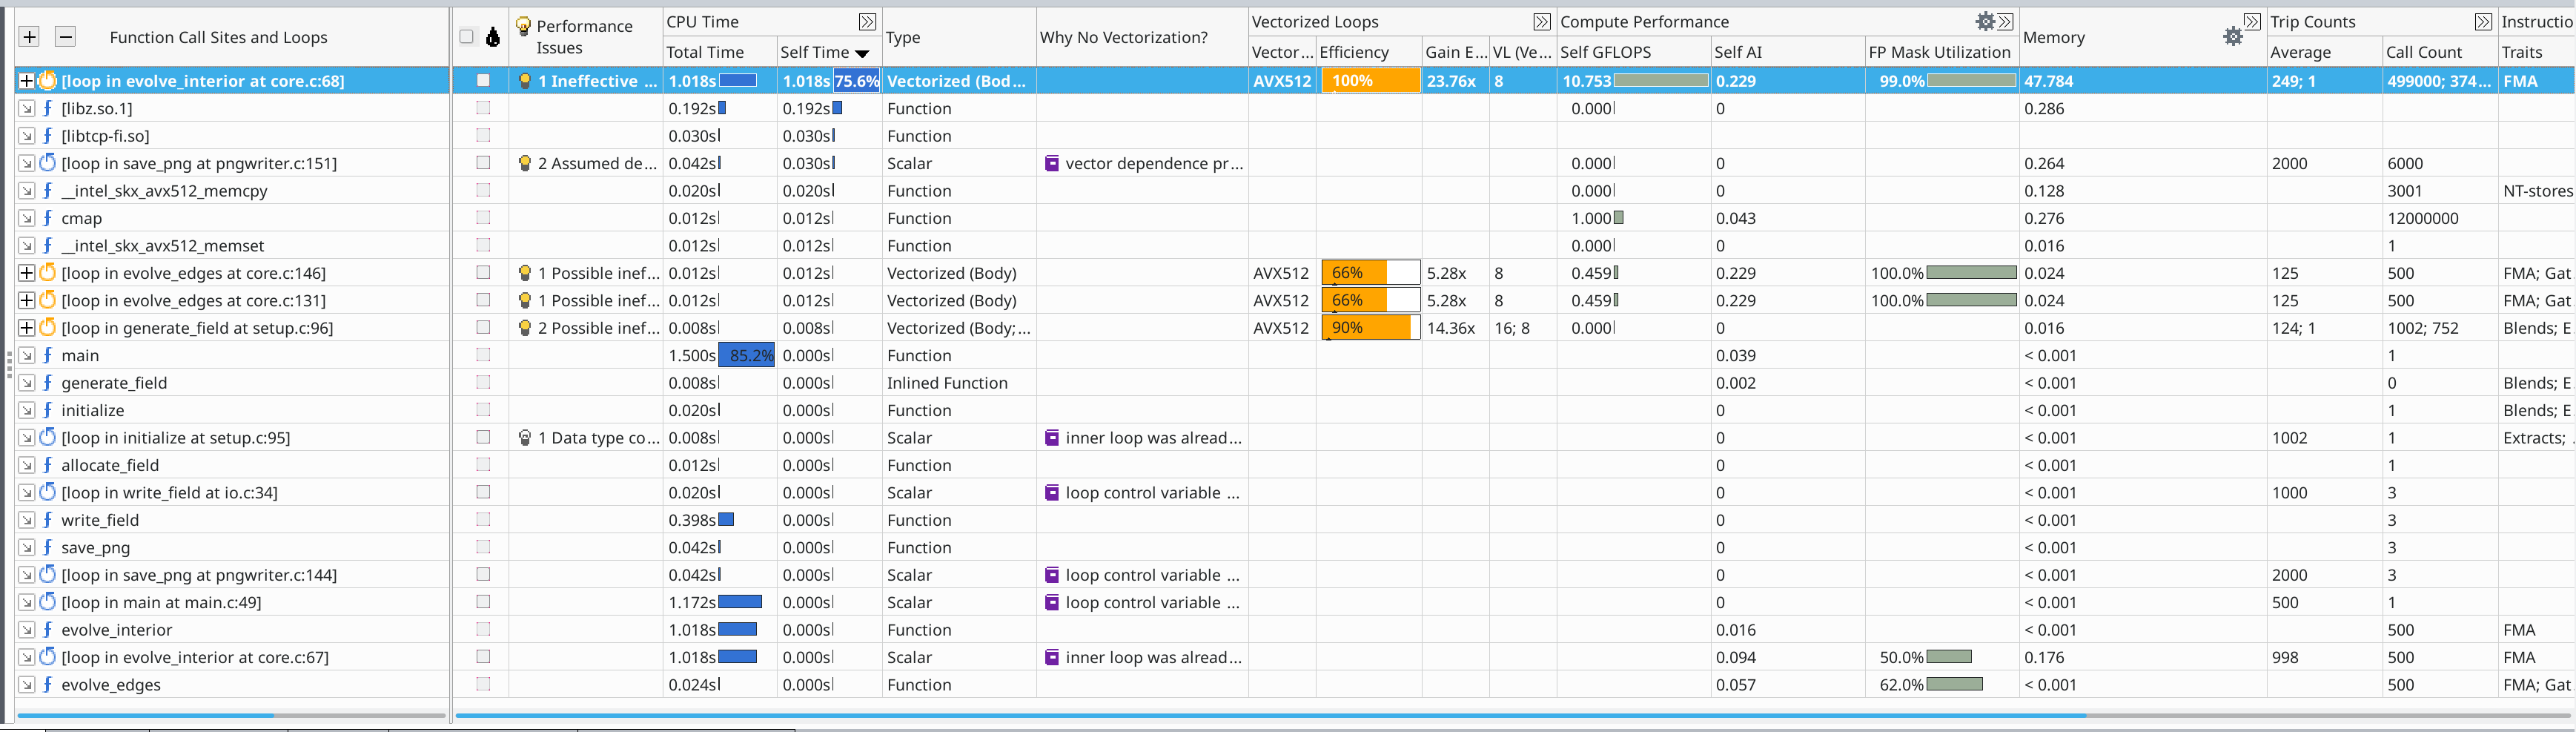 Function Call Sites and Loops Performance Issues CPU Time Type Why No Vectorization? Vectorized Loops Compute Performance Memory Trip Counts Instructio
Total Time Self Time Vector... Efficiency Gain E... VL (Ve... Self GFLOPS Self AI FP Mask Utilization Average Call Count Traits
[loop in evolve_interior at core.c:68] 1 Ineffective ... 1.018s 1.018s 75.6% Vectorized (Bod... AVX512 100% 23.76x 8 10.753 0.229 99.0% 47.784 249; 1 499000; 374... FMA
[libz.so.1] 0.192s 0.192s Function 0.000 0 0.286
[libtcp-fi.so] 0.030s 0.030s Function
[loop in save_png at pngwriter.c:151] 2 Assumed de... 0.042s 0.030s Scalar vector dependence pr... 0.000 0 0.264 2000 6000
__intel_skx_avx512_memcpy 0.020s 0.020s Function 0.000 0 0.128 3001 NT-stores
cmap 0.012s 0.012s Function 1.000 0.043 0.276 12000000
__intel_skx_avx512_memset 0.012s 0.012s Function 0.000 0 0.016 1
[loop in evolve_edges at core.c:146] 1 Possible inef... 0.012s 0.012s Vectorized (Body) AVX512 66% 5.28x 8 0.459 0.229 100.0% 0.024 125 500 FMA; Gat
[loop in evolve_edges at core.c:131] 1 Possible inef... 0.012s 0.012s Vectorized (Body) AVX512 66% 5.28x 8 0.459 0.229 100.0% 0.024 125 500 FMA; Gat
[loop in generate_field at setup.c:96] 2 Possible inef... 0.008s 0.008s Vectorized (Body;... AVX512 90% 14.36x 16; 8 0.000 0 0.016 124; 1 1002; 752 Blends; E
main 1.500s 85.2% 0.000s Function 0.039 < 0.001 1
generate_field 0.008s 0.000s Inlined Function 0.002 < 0.001 0 Blends; E
initialize 0.020s 0.000s Function 0 < 0.001 1 Blends; E
[loop in initialize at setup.c:95] 1 Data type co... 0.008s 0.000s Scalar inner loop was alread... 0 < 0.001 1002 1 Extracts; .
allocate_field 0.012s 0.000s Function 0 < 0.001 1
[loop in write_field at io.c:34] 0.020s 0.000s Scalar loop control variable ... 0 < 0.001 1000 3
write_field 0.398s 0.000s Function 0 < 0.001 3
save_png 0.042s 0.000s Function 0 < 0.001 3
[loop in save_png at pngwriter.c:144] 0.042s 0.000s Scalar loop control variable ... 0 < 0.001 2000 3
[loop in main at main.c:49] 1.172s 0.000s Scalar loop control variable ... 0 < 0.001 500 1
evolve_interior 1.018s 0.000s Function 0.016 < 0.001 500 FMA
[loop in evolve_interior at core.c:67] 1.018s 0.000s Scalar inner loop was alread... 0.094 50.0% 0.176 998 500 FMA
evolve_edges 0.024s 0.000s Function 0.057 62.0% < 0.001 500 FMA; Gat